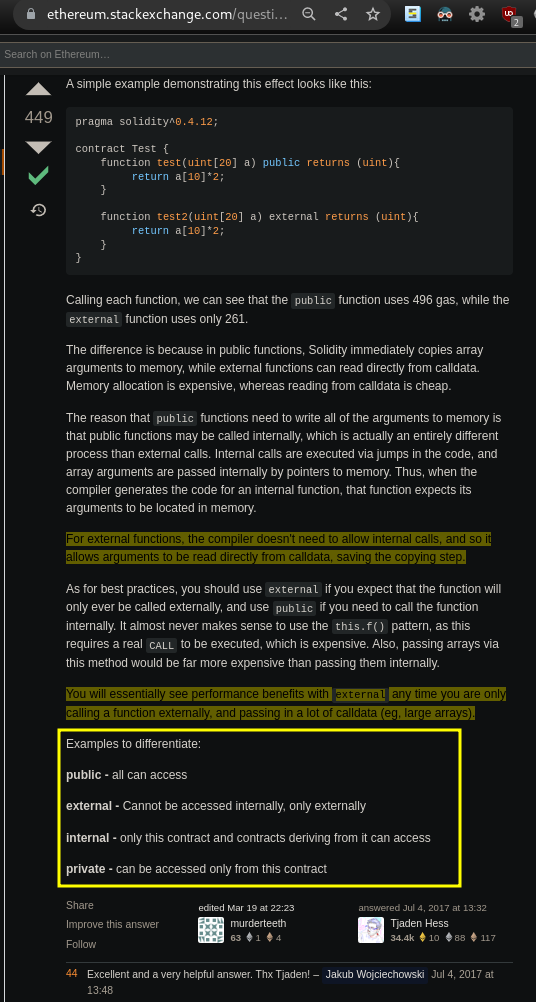 ethereum.stackexchange.com/questi...
2
Search on Ethereum…
A simple example demonstrating this effect looks like this:
449
pragma solidity^0.4.12;
contract Test {
function test(uint[20] a) public returns (uint){
return a[10]*2;
}
function test2(uint[20] a) external returns (uint){
return a[10]*2;
}
}
Calling each function, we can see that the public function uses 496 gas, while the
external function uses only 261.
The difference is because in public functions, Solidity immediately copies array
arguments to memory, while external functions can read directly from calldata.
Memory allocation is expensive, whereas reading from calldata is cheap.
The reason that public functions need to write all of the arguments to memory is
that public functions may be called internally, which is actually an entirely different
process than external calls. Internal calls are executed via jumps in the code, and
array arguments are passed internally by pointers to memory. Thus, when the
compiler generates the code for an internal function, that function expects its
arguments to be located in memory.
For external functions, the compiler doesn't need to allow internal calls, and so it
allows arguments to be read directly from calldata, saving the copying step.
As for best practices, you should use external if you expect that the function will
only ever be called externally, and use public if you need to call the function
internally. It almost never makes sense to use the this.f() pattern, as this
requires a real CALL to be executed, which is expensive. Also, passing arrays via
this method would be far more expensive than passing them internally.
You will essentially see performance benefits with external any time you are only
calling a function externally, and passing in a lot of calldata (eg, large arrays).
Examples to differentiate:
public - all can access
external - Cannot be accessed internally, only externally
internal - only this contract and contracts deriving from it can access
private - can be accessed only from this contract
Share
Improve this answer
Follow
edited Mar 19 at 22:23
murderteeth
63 1 4
answered Jul 4, 2017 at 13:32
Tjaden Hess
34.4k 10 88 117
44 Excellent and a very helpful answer. Thx Tjaden! – Jakub Wojciechowski Jul 4, 2017 at
13:48